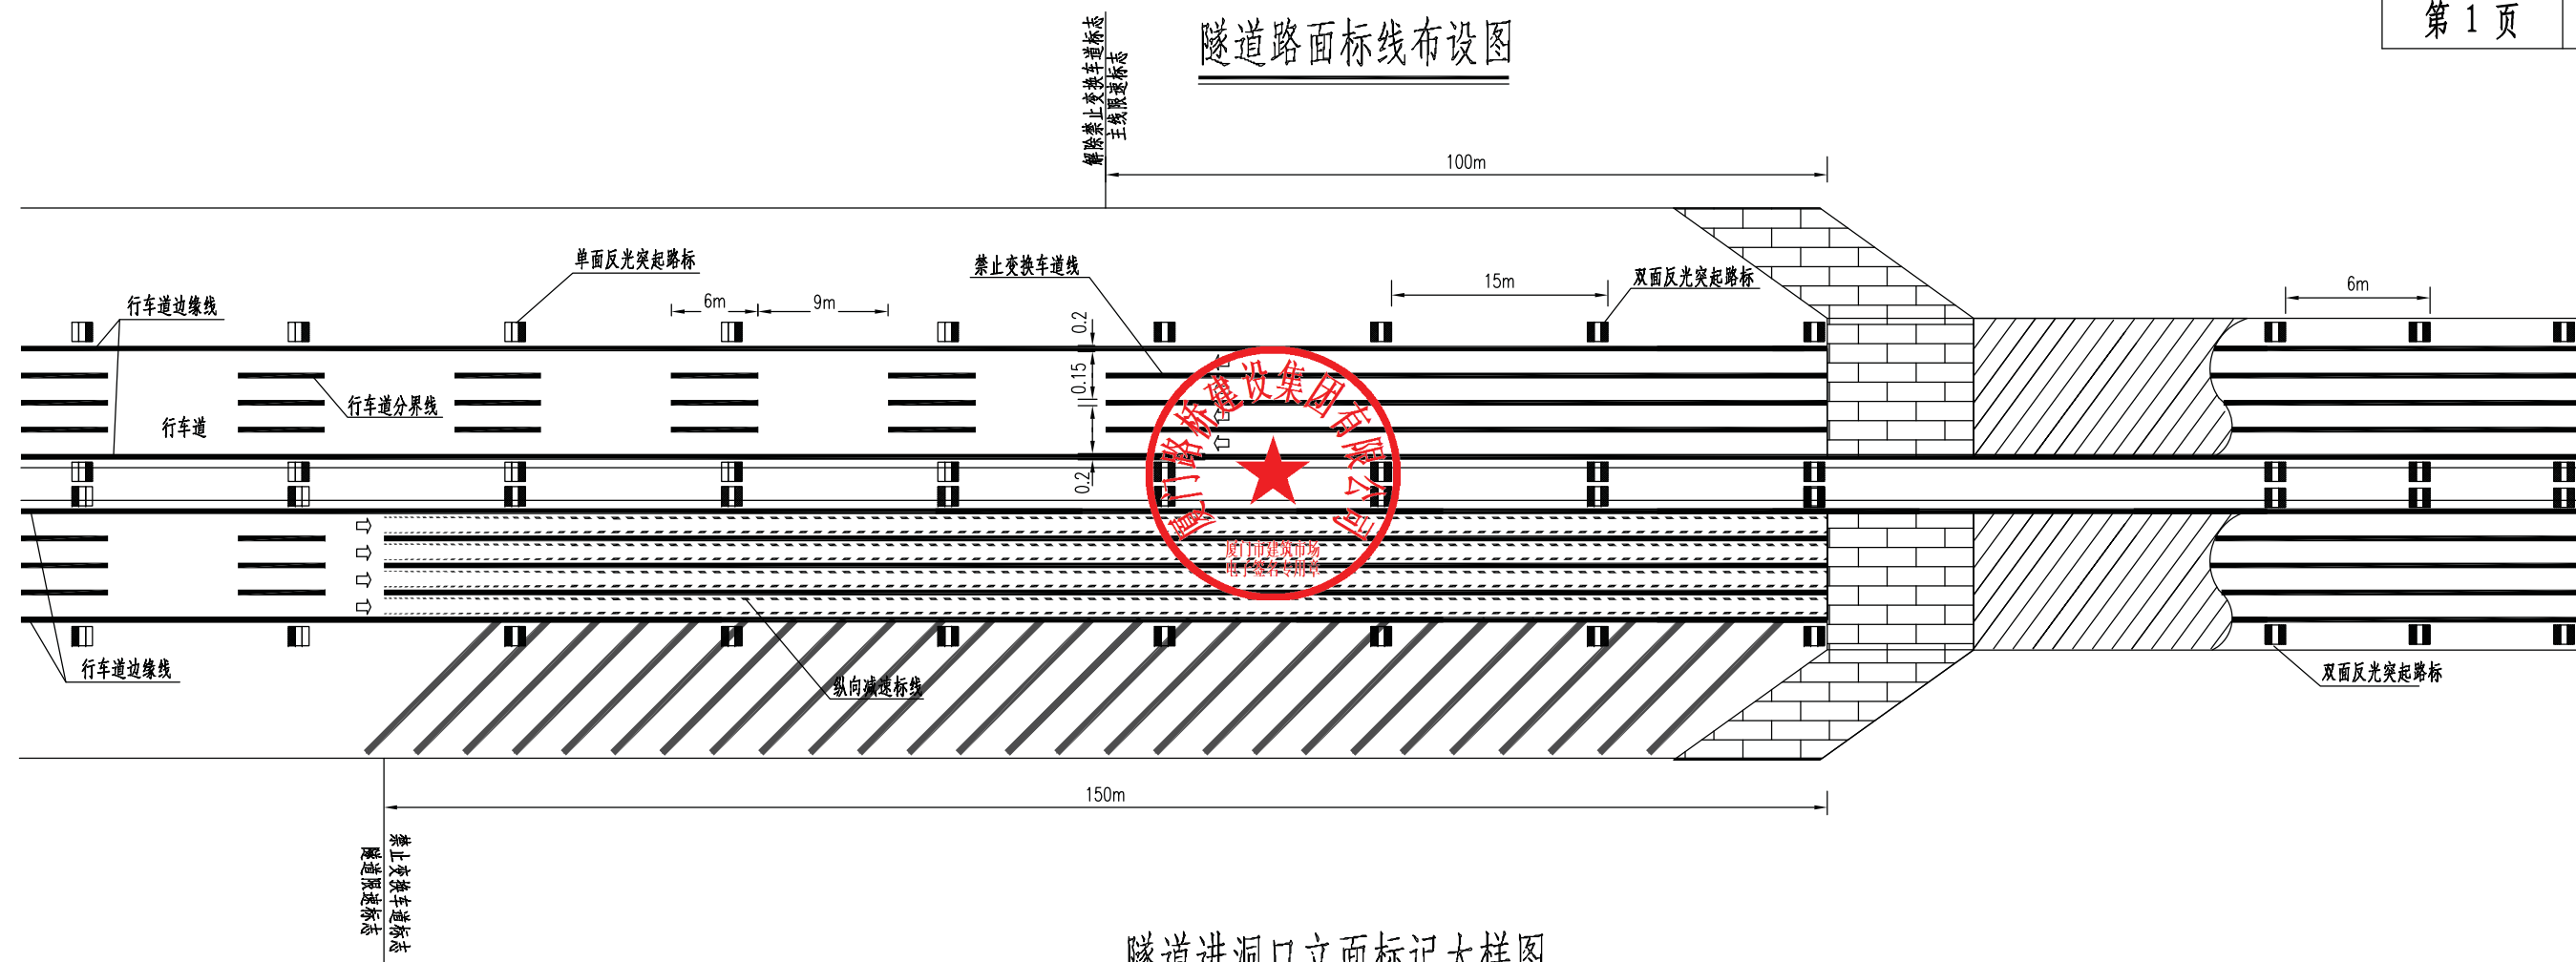 第 1 页
隧道路面标线布设图
解除禁止变换车道标志
主线限速标志
100m
单面反光突起路标
禁止变换车道线
15m
双面反光突起路标
6m
行车道边缘线
6m
9m
0.2
0.15
行车道分界线
行车道
0.2
厦门路桥建设集团有限公司
厦门市建筑市场
电子签名专用章
行车道边缘线
纵向减速标线
双面反光突起路标
150m
禁止变换车道标志
隧道限速标志
隧道进洞口立面标记大样图